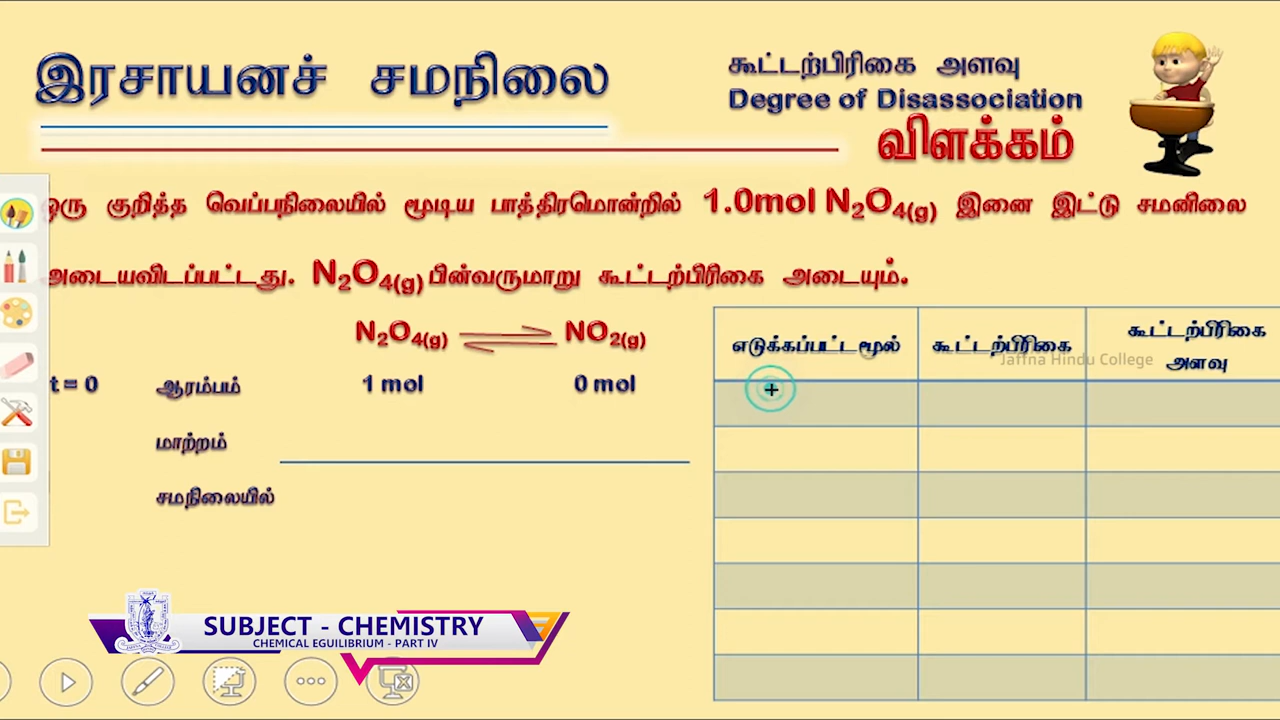 இரசாயனச் சமநிலை
கூட்டற்பிரிகை அளவு
Degree of Disassociation
விளக்கம்
ஒரு குறித்த வெப்பநிலையில் மூடிய பாத்திரமொன்றில் 1.0mol N₂O₄(g) இனை இட்டு சமனிலை
அடையவிடப்பட்டது. N₂O₄(g) பின்வருமாறு கூட்டற்பிரிகை அடையும்.
N₂O₄(g) ⇌ NO₂(g)
t = 0 ஆரம்பம் 1 mol 0 mol
மாற்றம்
சமநிலையில்
எடுக்கப்பட்டமூல் கூட்டற்பிரிகை கூட்டற்பிரிகை
அளவு
Jaffna Hindu College
SUBJECT - CHEMISTRY
CHEMICAL EGUILIBRIUM - PART IV